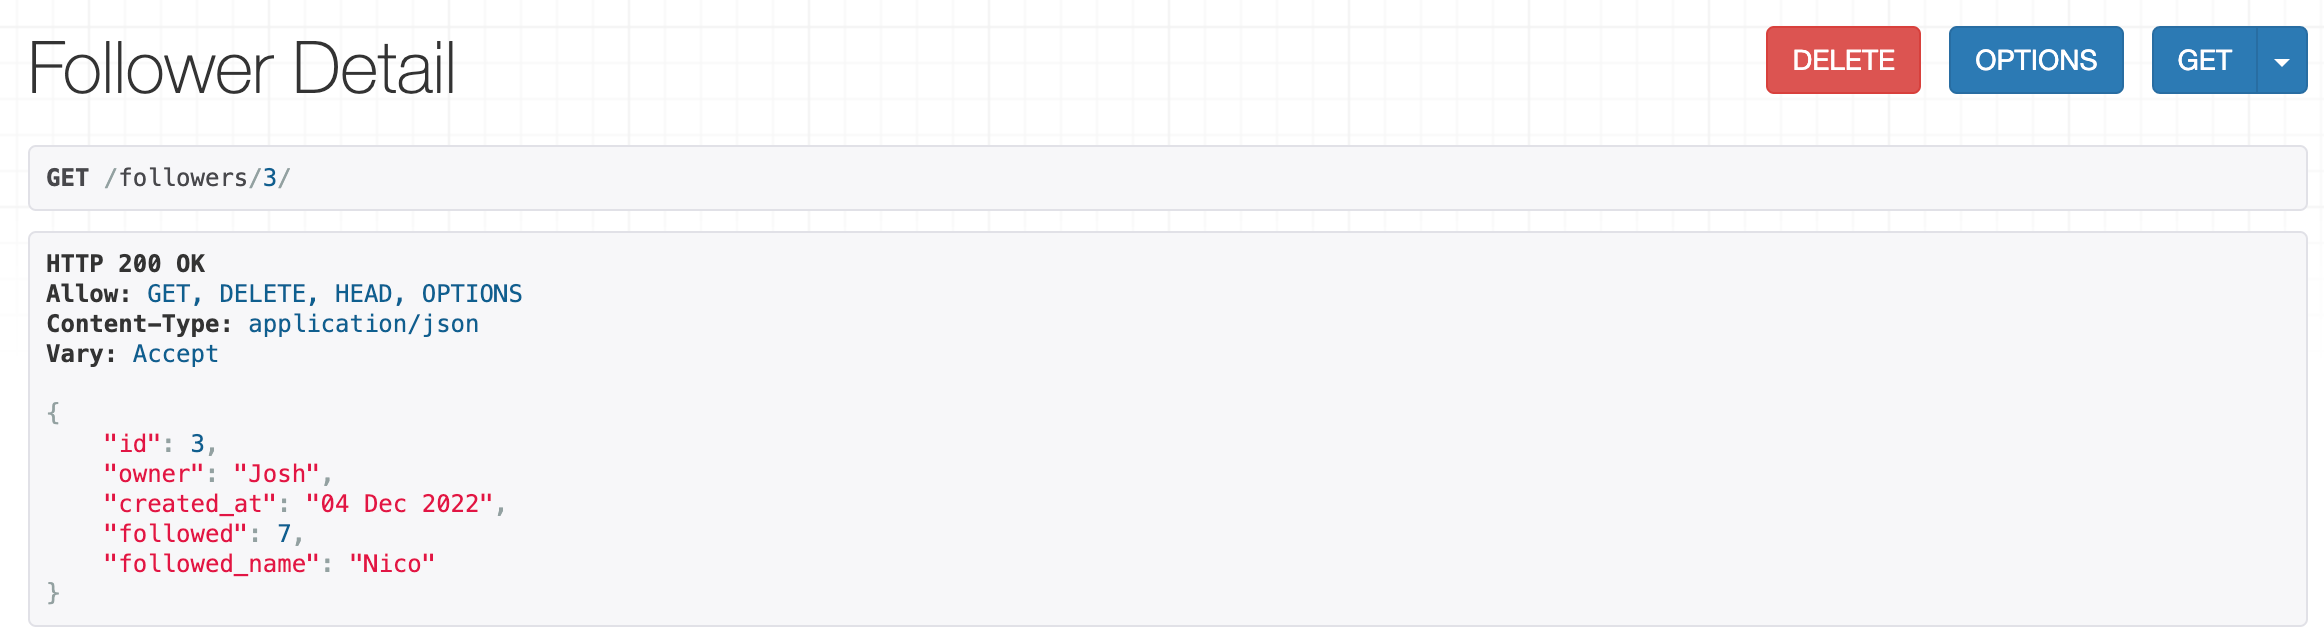 Follower Detail
DELETE
OPTIONS
GET
GET /followers/3/
HTTP 200 OK
Allow: GET, DELETE, HEAD, OPTIONS
Content-Type: application/json
Vary: Accept
{
    "id": 3,
    "owner": "Josh",
    "created_at": "04 Dec 2022",
    "followed": 7,
    "followed_name": "Nico"
}